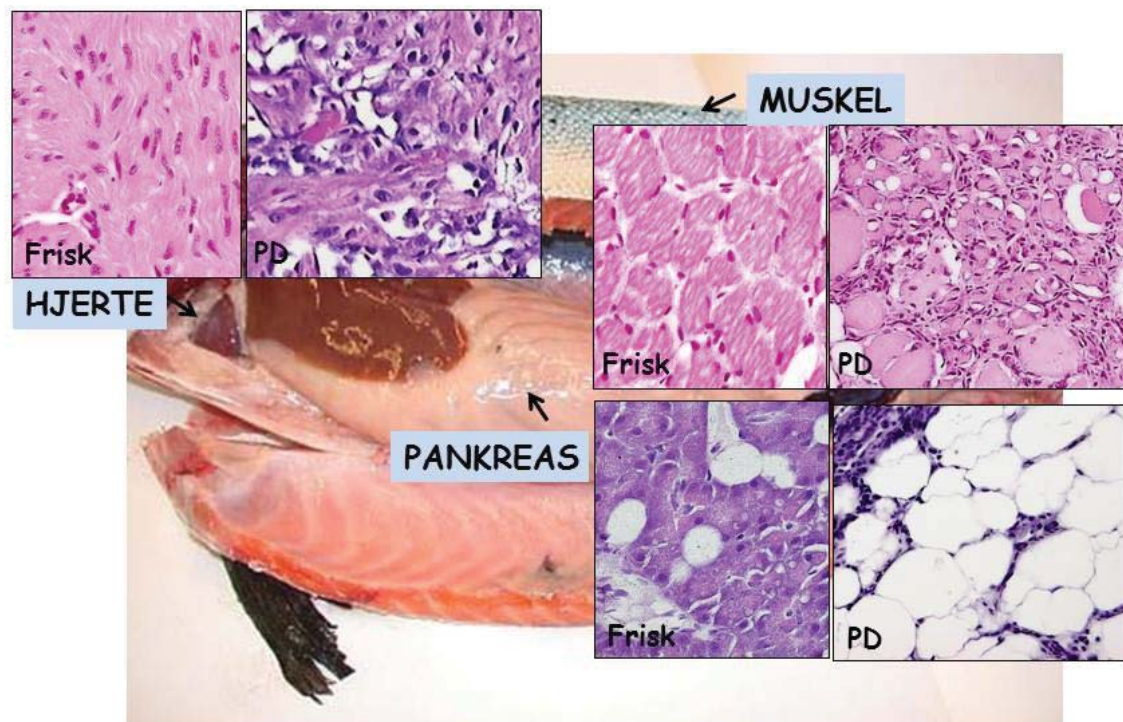 Frisk
PD
HJERTE
MUSKEL
Frisk
PD
PANKREAS
Frisk
PD